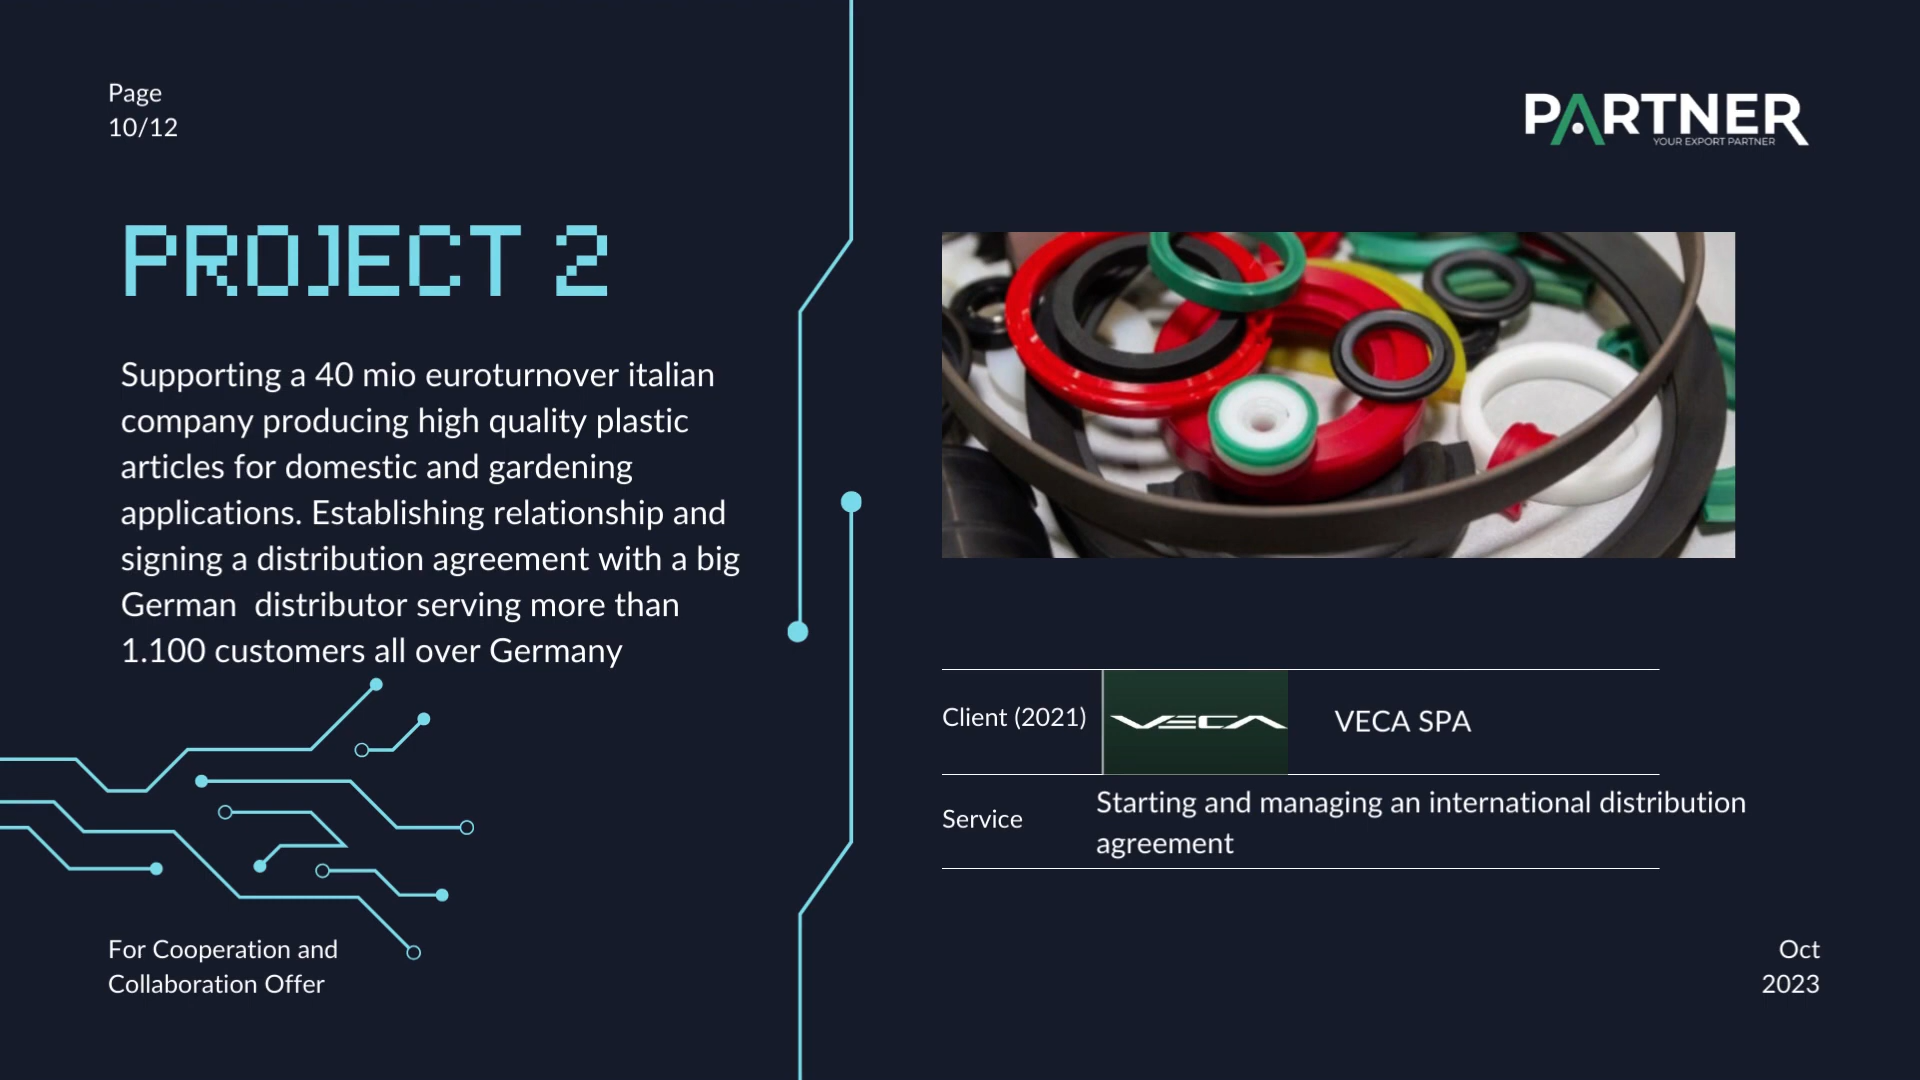 Page
10/12
PARTNER
YOUR EXPORT PARTNER
PROJECT 2
Supporting a 40 mio euroturnover italian
company producing high quality plastic
articles for domestic and gardening
applications. Establishing relationship and
signing a distribution agreement with a big
German  distributor serving more than
1.100 customers all over Germany
Client (2021)
VECA
VECA SPA
Service
Starting and managing an international distribution
agreement
For Cooperation and
Collaboration Offer
Oct
2023